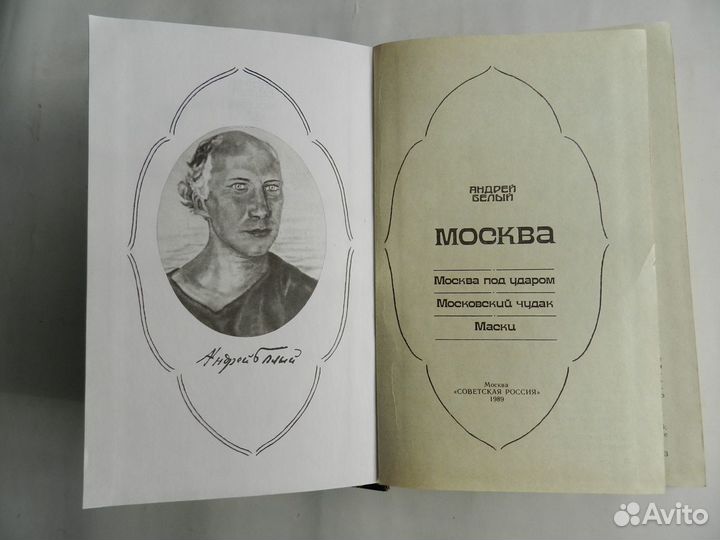 Андрей Белый
АНДРЕЙ
БЕЛЫЙ
МОСКВА
Москва под ударом
Московский чудак
Маски
Москва
«СОВЕТСКАЯ РОССИЯ»
1989
Avito